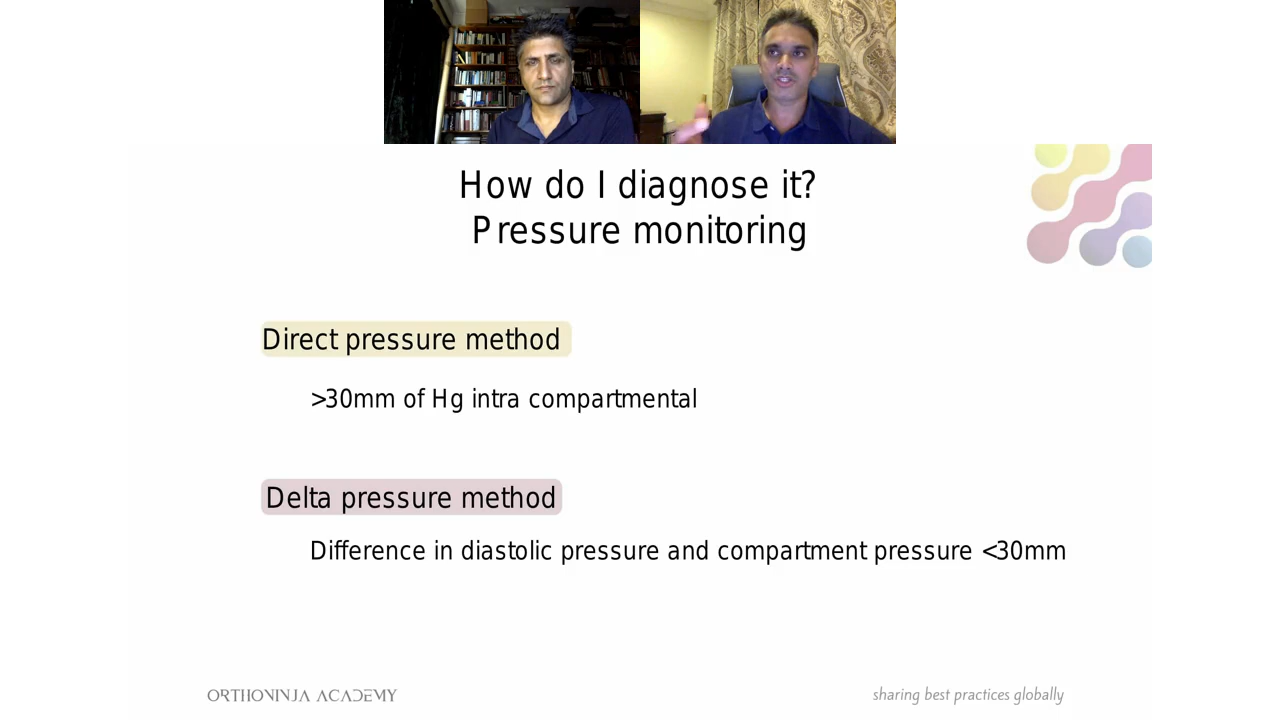 How do I diagnose it?
Pressure monitoring
Direct pressure method
>30mm of Hg intra compartmental
Delta pressure method
Difference in diastolic pressure and compartment pressure <30mm
ORTHONINJA ACADEMY
sharing best practices globally